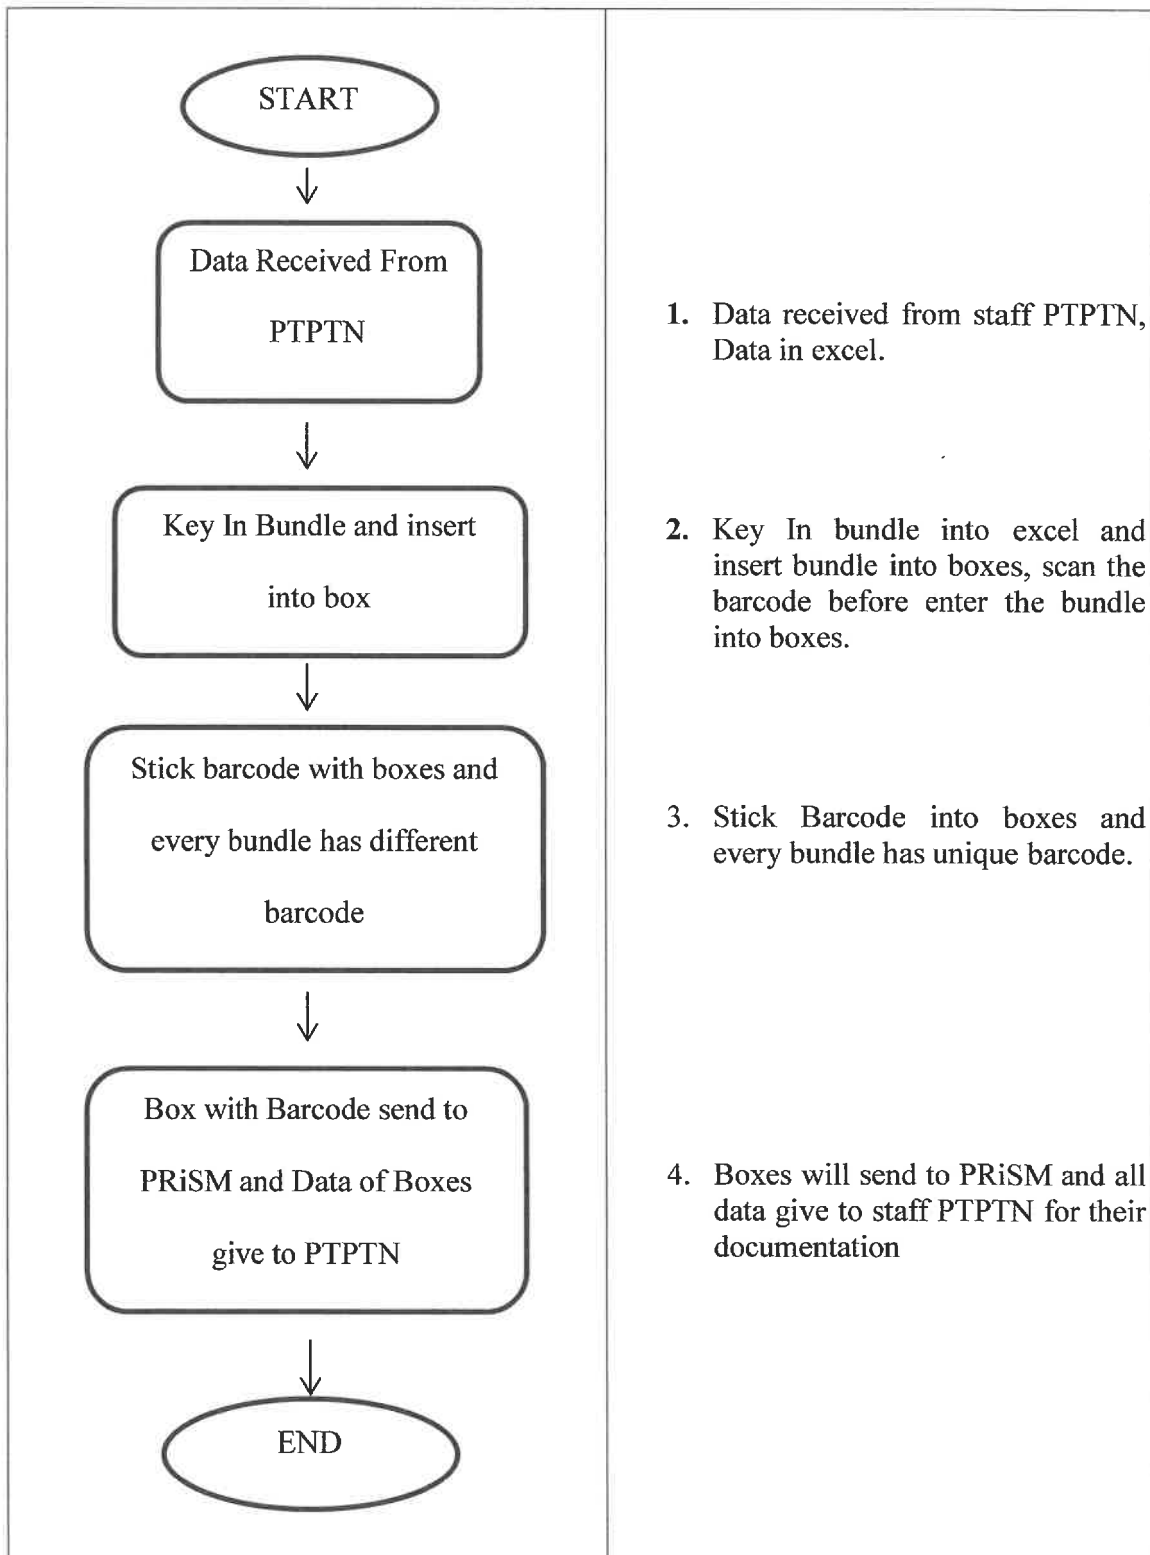 START
Data Received From
PTPTN
Key In Bundle and insert
into box
Stick barcode with boxes and
every bundle has different
barcode
Box with Barcode send to
PRiSM and Data of Boxes
give to PTPTN
END
1. Data received from staff PTPTN,
Data in excel.
2. Key In bundle into excel and
insert bundle into boxes, scan the
barcode before enter the bundle
into boxes.
3. Stick Barcode into boxes and
every bundle has unique barcode.
4. Boxes will send to PRiSM and all
data give to staff PTPTN for their
documentation